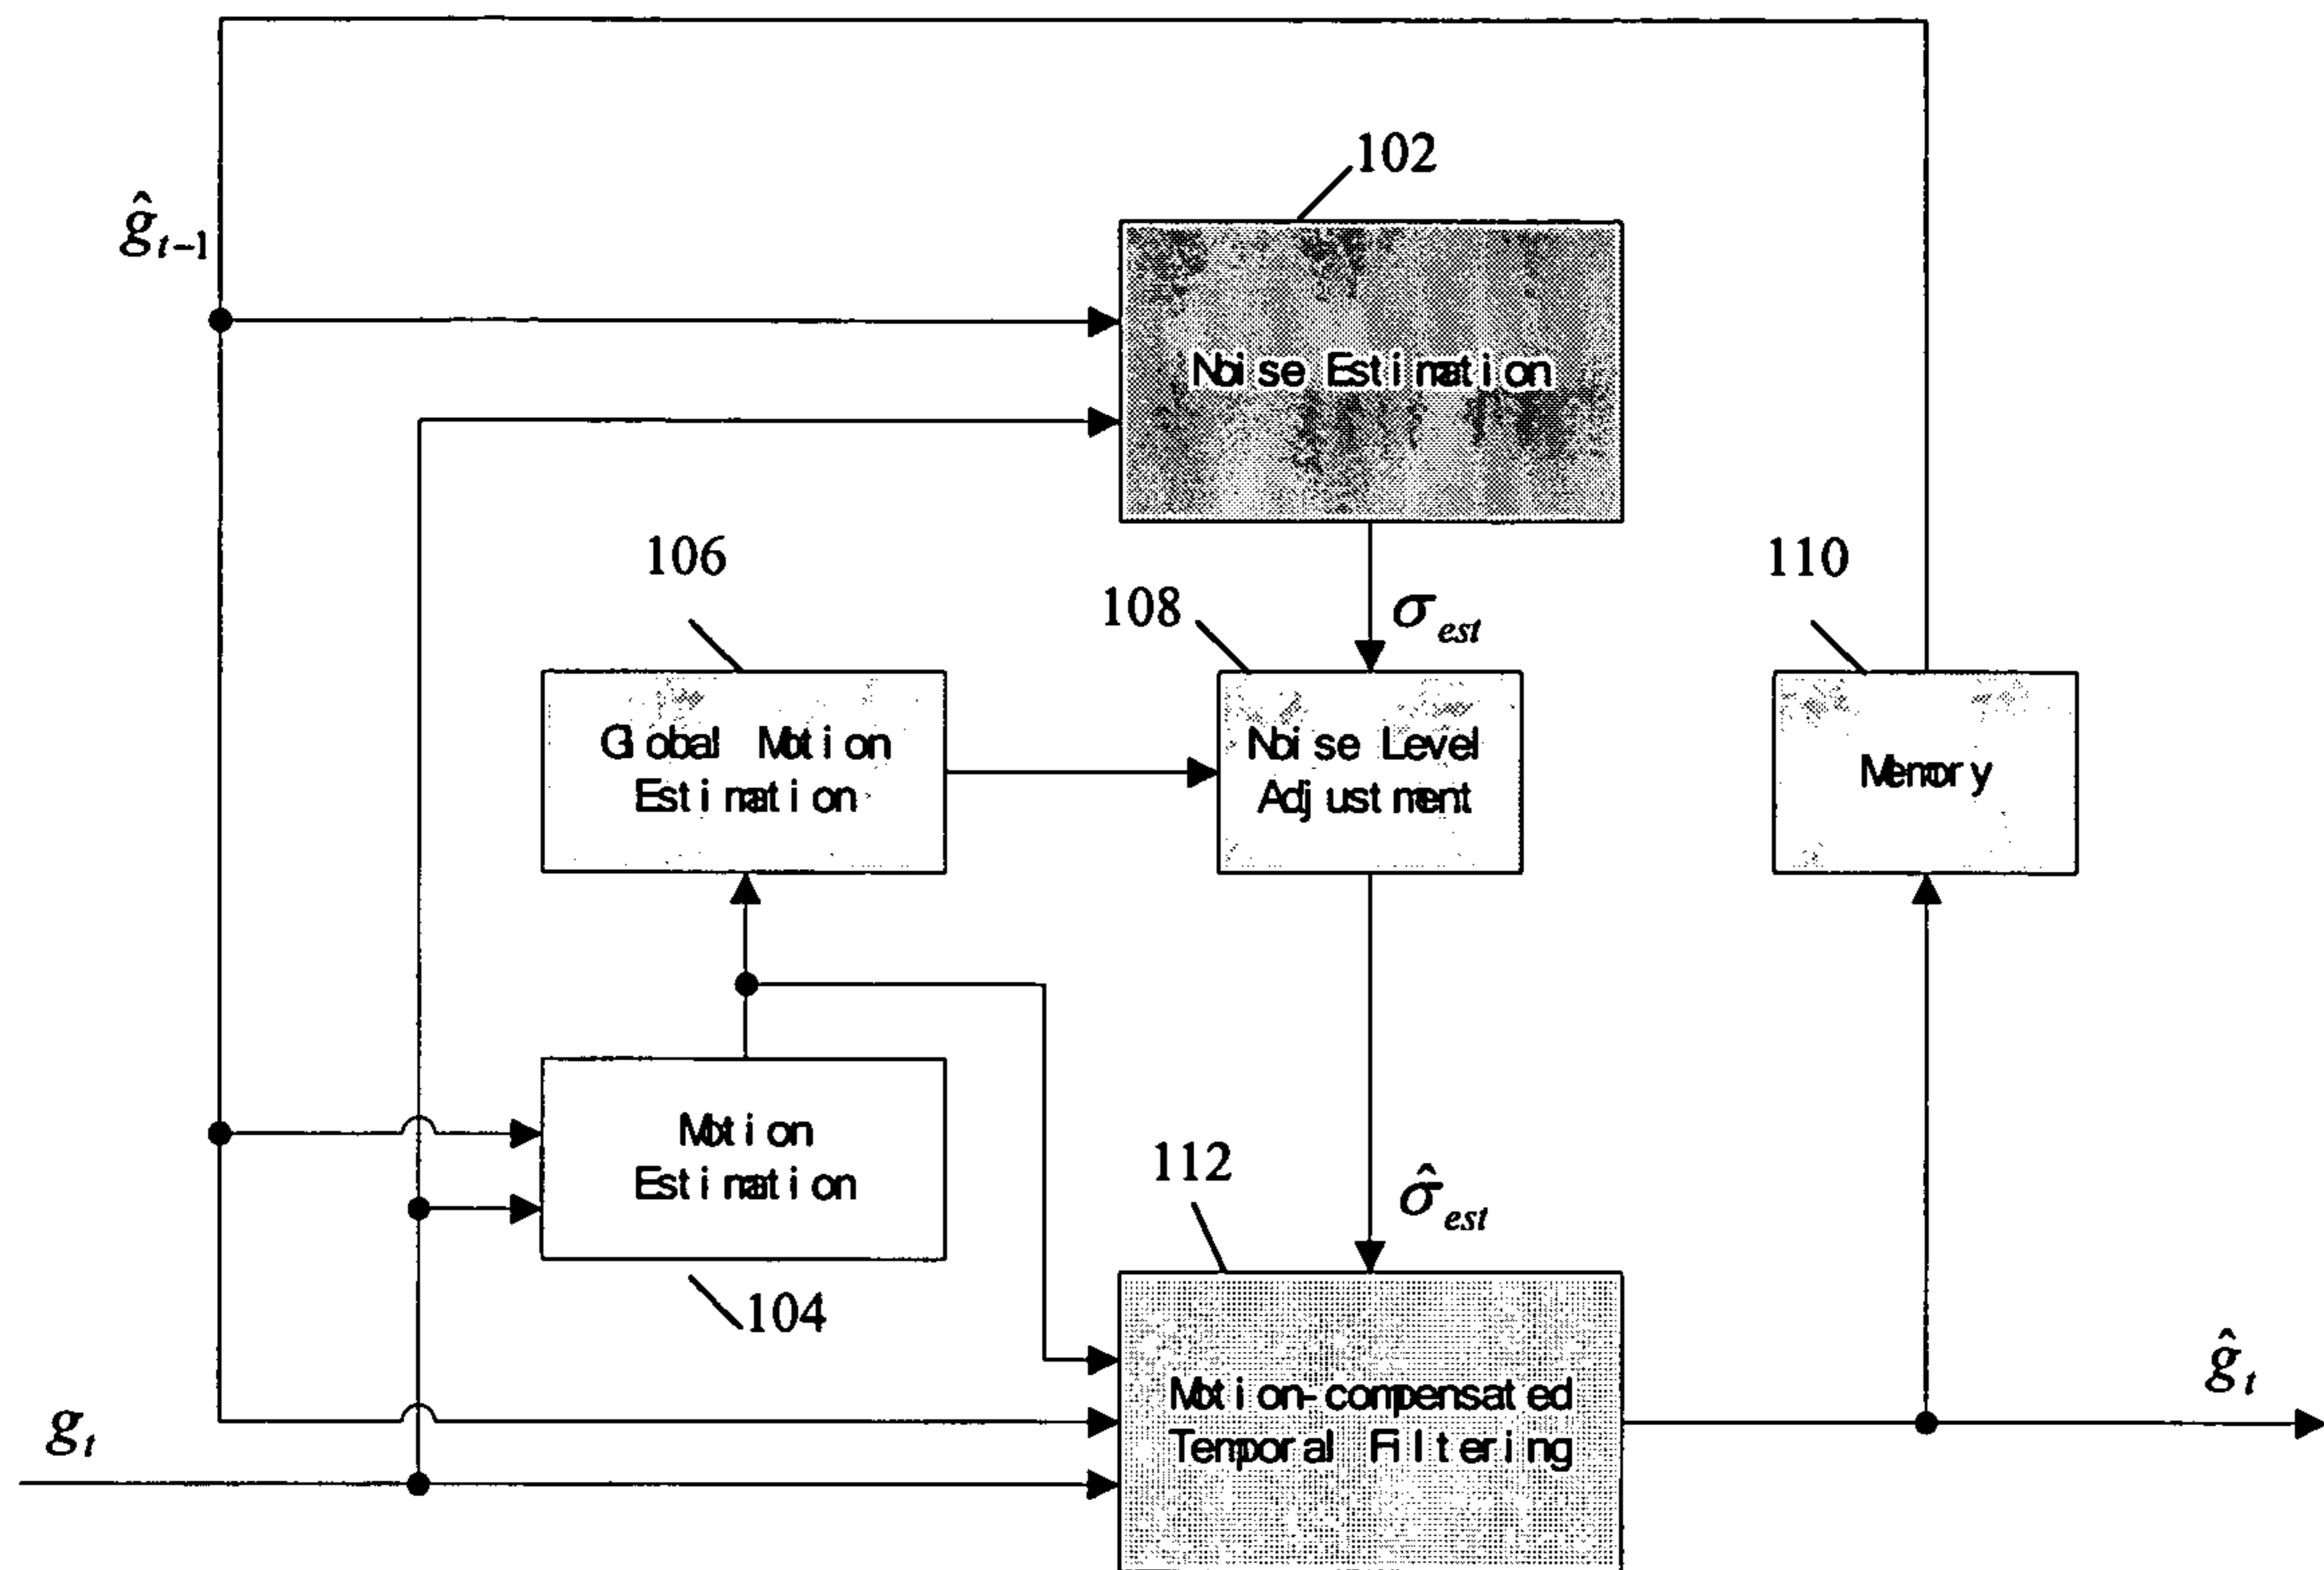 102
ĝt-1
Noise Estimation
106
110
108
σest
Global Motion
Estimation
Noise Level
Adjustment
Memory
Motion
Estimation
112
σ̂est
104
ĝt
Motion-compensated
Temporal Filtering
gt